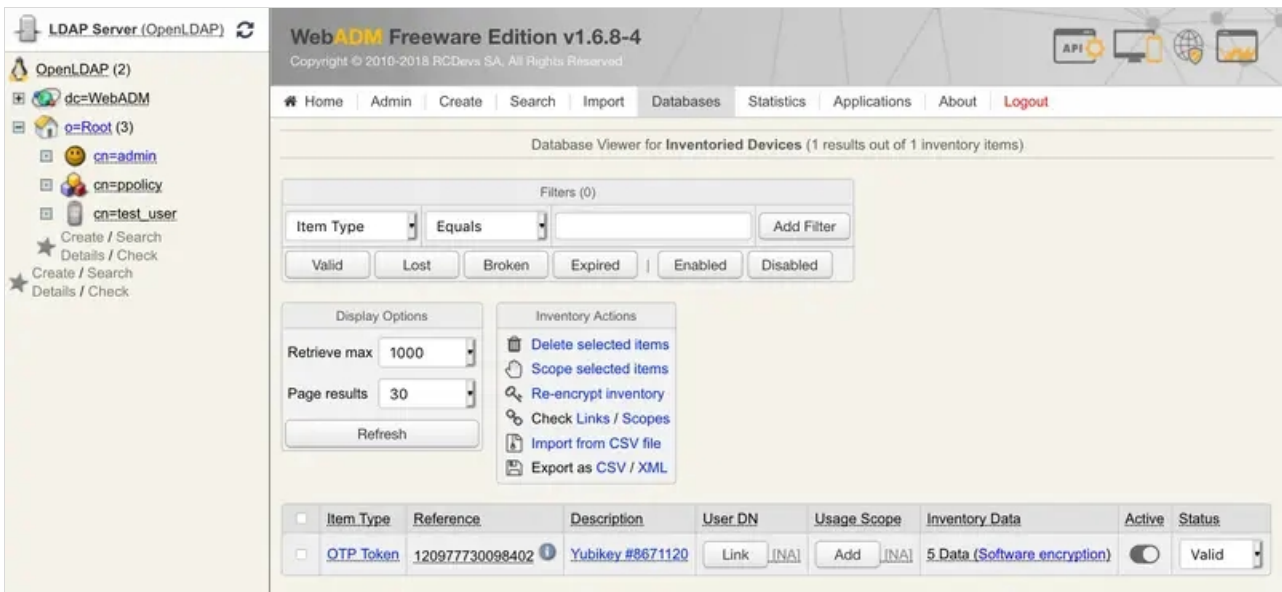 LDAP Server (OpenLDAP)
OpenLDAP (2)
dc=WebADM
o=Root (3)
cn=admin
cn=ppolicy
cn=test_user
Create / Search
Details / Check
Create / Search
Details / Check
WebADM Freeware Edition v1.6.8-4
Copyright © 2010-2018 RCDevs SA, All Rights Reserved
API
Home Admin Create Search Import Databases Statistics Applications About Logout
Database Viewer for Inventoried Devices (1 results out of 1 inventory items)
Filters (0)
Item Type Equals Add Filter
Valid Lost Broken Expired | Enabled Disabled
Display Options
Retrieve max 1000
Page results 30
Refresh
Inventory Actions
Delete selected items
Scope selected items
Re-encrypt inventory
Check Links / Scopes
Import from CSV file
Export as CSV / XML
Item Type Reference Description User DN Usage Scope Inventory Data Active Status
OTP Token 120977730098402 Yubikey #8671120 Link [NA] Add [NA] 5 Data (Software encryption) Valid